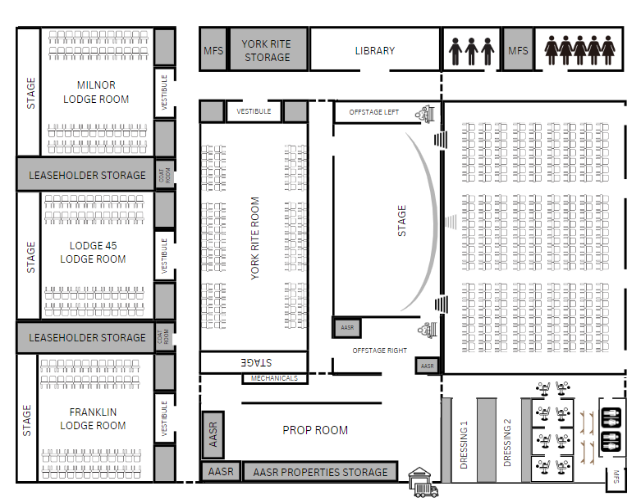 MFS
YORK RITE
STORAGE
LIBRARY
MFS
STAGE
MILNOR
LODGE ROOM
VESTIBULE
LEASEHOLDER STORAGE
COAT
ROOM
STAGE
LODGE 45
LODGE ROOM
VESTIBULE
LEASEHOLDER STORAGE
COAT
ROOM
STAGE
FRANKLIN
LODGE ROOM
VESTIBULE
VESTIBULE
YORK RITE ROOM
STAGE
MECHANICALS
OFFSTAGE LEFT
STAGE
AASR
OFFSTAGE RIGHT
AASR
PROP ROOM
AASR
AASR
AASR PROPERTIES STORAGE
DRESSING 1
DRESSING 2
MFS